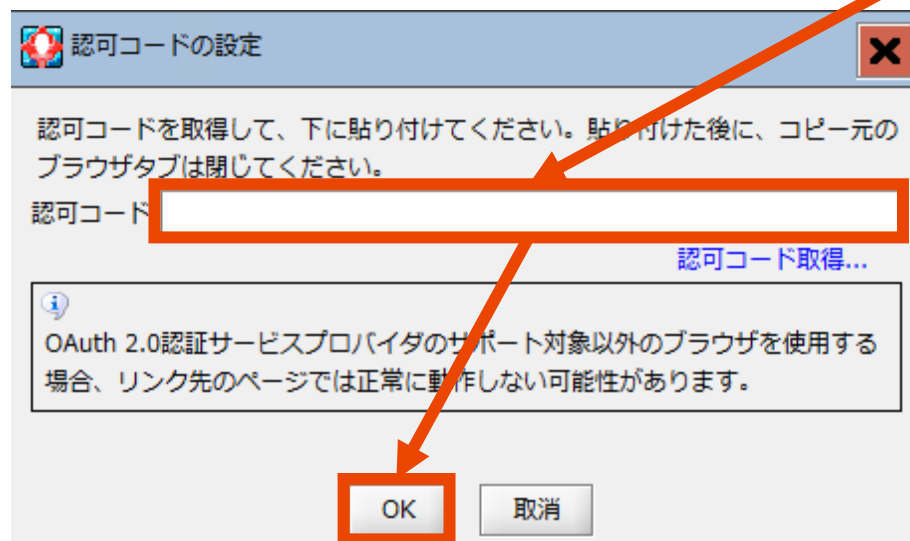 認可コードの設定
認可コードを取得して、下に貼り付けてください。貼り付けた後に、コピー元の
ブラウザタブは閉じてください。
認可コード
認可コード取得...
OAuth 2.0認証サービスプロバイダのサポート対象以外のブラウザを使用する
場合、リンク先のページでは正常に動作しない可能性があります。
OK
取消